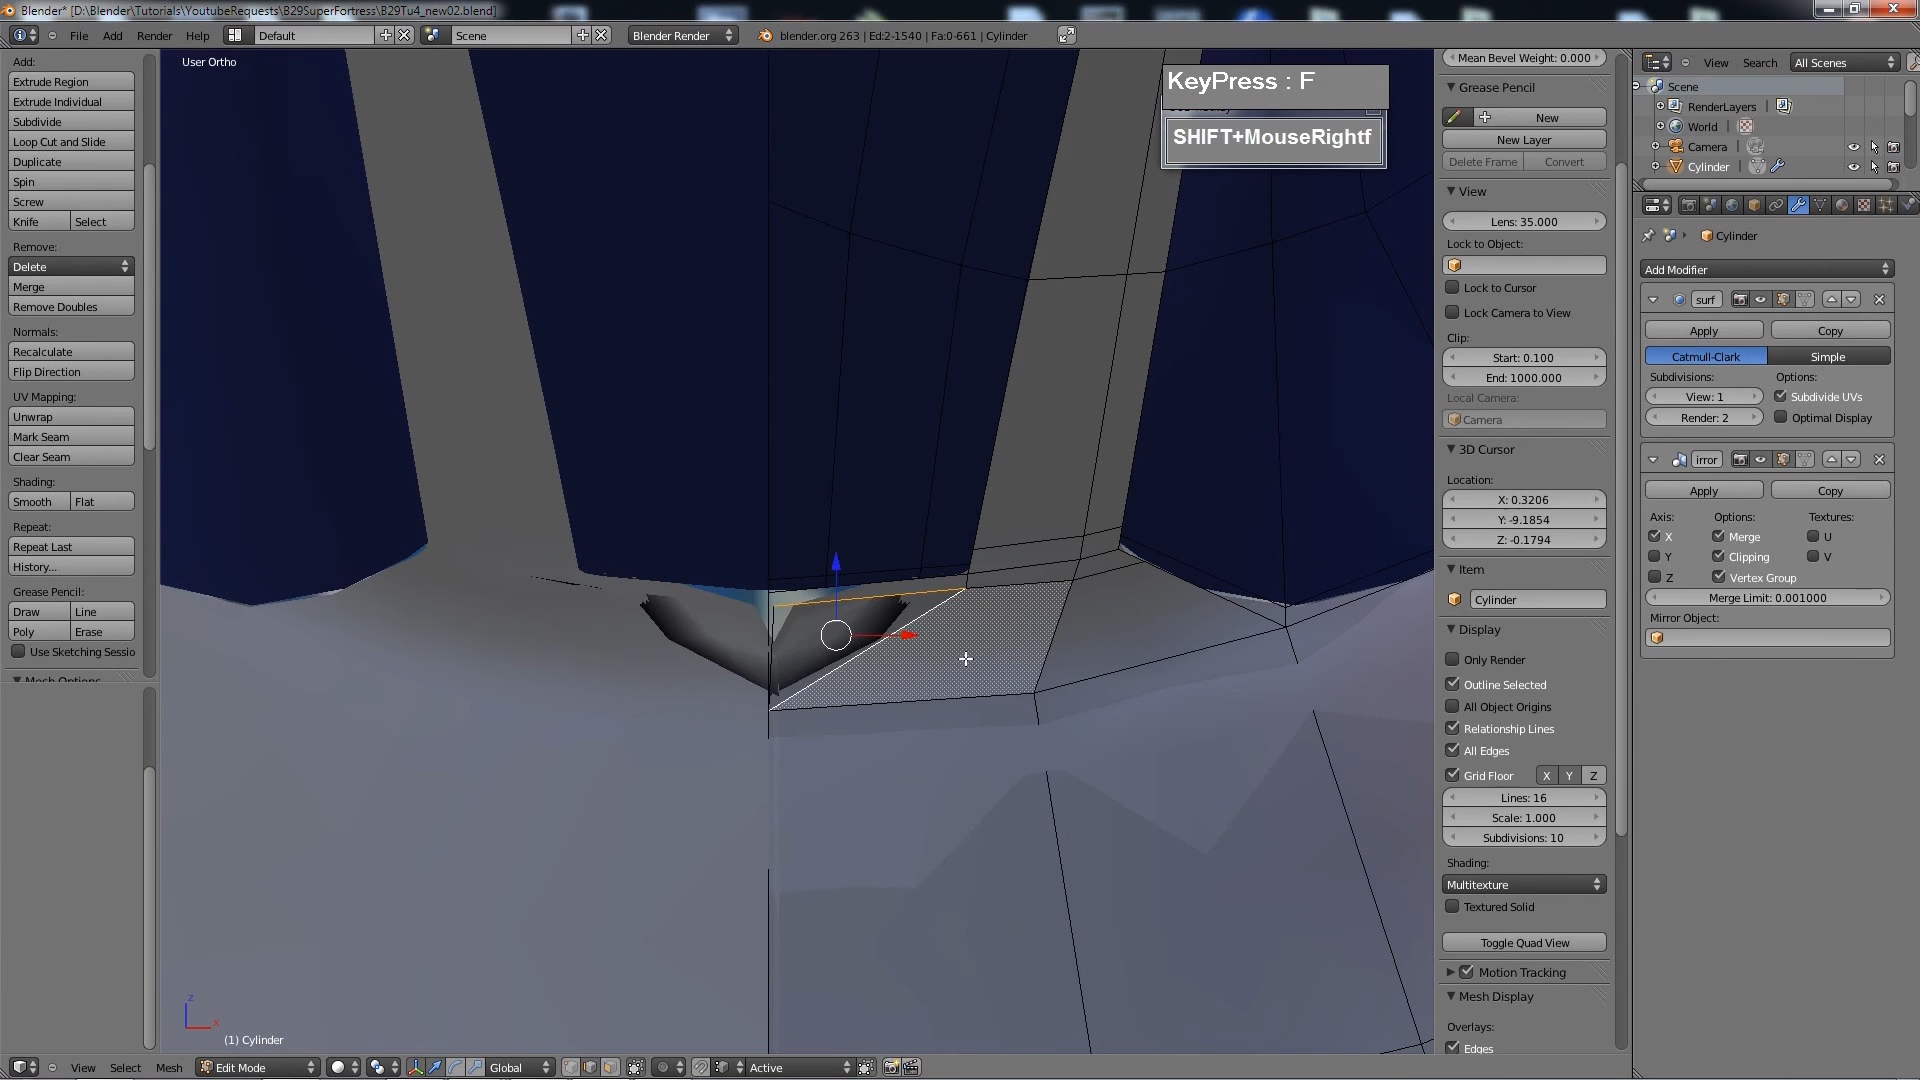 Blender* [D:\Blender\Tutorials\YoutubeRequests\B29SuperFortress\B29Tu4_new02.blend]
File Add Render Help Default Scene Blender Render blender.org 263 | Ed:2-1540 | Fa:0-661 | Cylinder
Add:
Extrude Region
Extrude Individual
Subdivide
Loop Cut and Slide
Duplicate
Spin
Screw
Knife Select
Remove:
Delete
Merge
Remove Doubles
Normals:
Recalculate
Flip Direction
UV Mapping:
Unwrap
Mark Seam
Clear Seam
Shading:
Smooth Flat
Repeat:
Repeat Last
History...
Grease Pencil:
Draw Line
Poly Erase
Use Sketching Sessio
Mesh Options
User Ortho
KeyPress : F
SHIFT+MouseRightf
z
x
(1) Cylinder
View Select Mesh Edit Mode Global Active
Mean Bevel Weight: 0.000
Grease Pencil
New
New Layer
Delete Frame Convert
View
Lens: 35.000
Lock to Object:
Lock to Cursor
Lock Camera to View
Clip:
Start: 0.100
End: 1000.000
Local Camera:
Camera
3D Cursor
Location:
X: 0.3206
Y: -9.1854
Z: -0.1794
Item
Cylinder
Display
Only Render
Outline Selected
All Object Origins
Relationship Lines
All Edges
Grid Floor X Y Z
Lines: 16
Scale: 1.000
Subdivisions: 10
Shading:
Multitexture
Textured Solid
Toggle Quad View
Motion Tracking
Mesh Display
Overlays:
Edges
View Search All Scenes
Scene
RenderLayers
World
Camera
Cylinder
Cylinder
Add Modifier
surf
Apply Copy
Catmull-Clark Simple
Subdivisions: Options:
View: 1 Subdivide UVs
Render: 2 Optimal Display
irror
Apply Copy
Axis: Options: Textures:
X Merge U
Y Clipping V
Z Vertex Group
Merge Limit: 0.001000
Mirror Object: